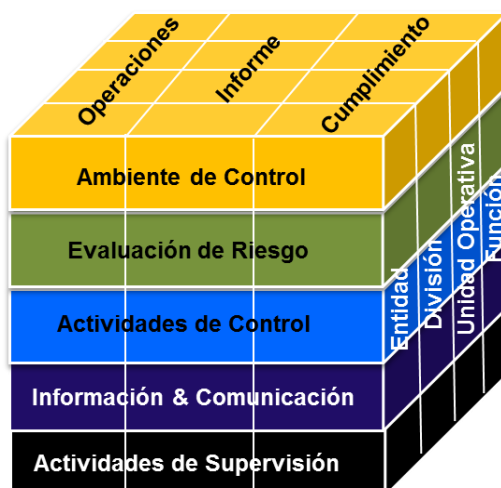 Operaciones
Informe
Cumplimiento
Ambiente de Control
Evaluación de Riesgo
Actividades de Control
Información & Comunicación
Actividades de Supervisión
Entidad
División
Unidad Operativa
Función